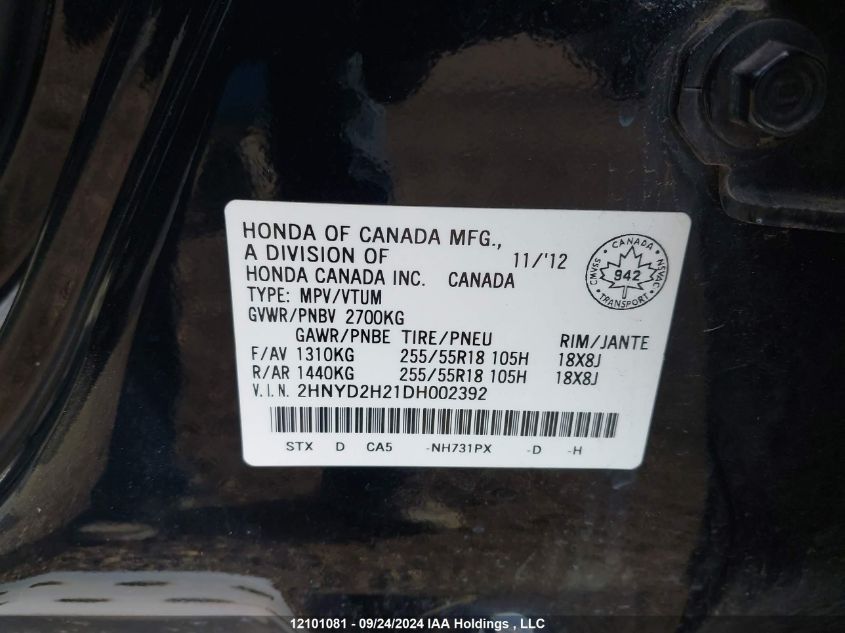 HONDA OF CANADA MFG.,
A DIVISION OF 11/'12
HONDA CANADA INC. CANADA
TYPE: MPV/VTUM
GVWR/PNBV 2700KG
GAWR/PNBE TIRE/PNEU RIM/JANTE
F/AV 1310KG 255/55R18 105H 18X8J
R/AR 1440KG 255/55R18 105H 18X8J
V.I.N. 2HNYD2H21DH002392
STX D CA5 -NH731PX -D -H
CANADA
CMVSS 942 NSVAC
TRANSPORT
12101081 - 09/24/2024 IAA Holdings , LLC